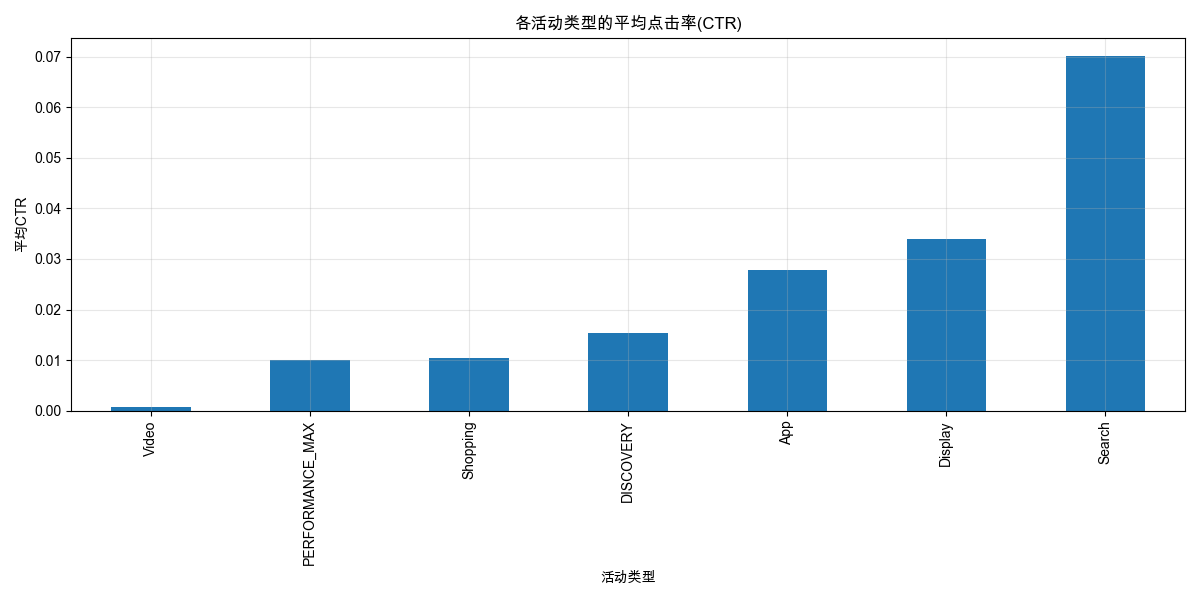 各活动类型的平均点击率(CTR)
平均CTR
0.07
0.06
0.05
0.04
0.03
0.02
0.01
0.00
Video
PERFORMANCE_MAX
Shopping
DISCOVERY
App
Display
Search
活动类型